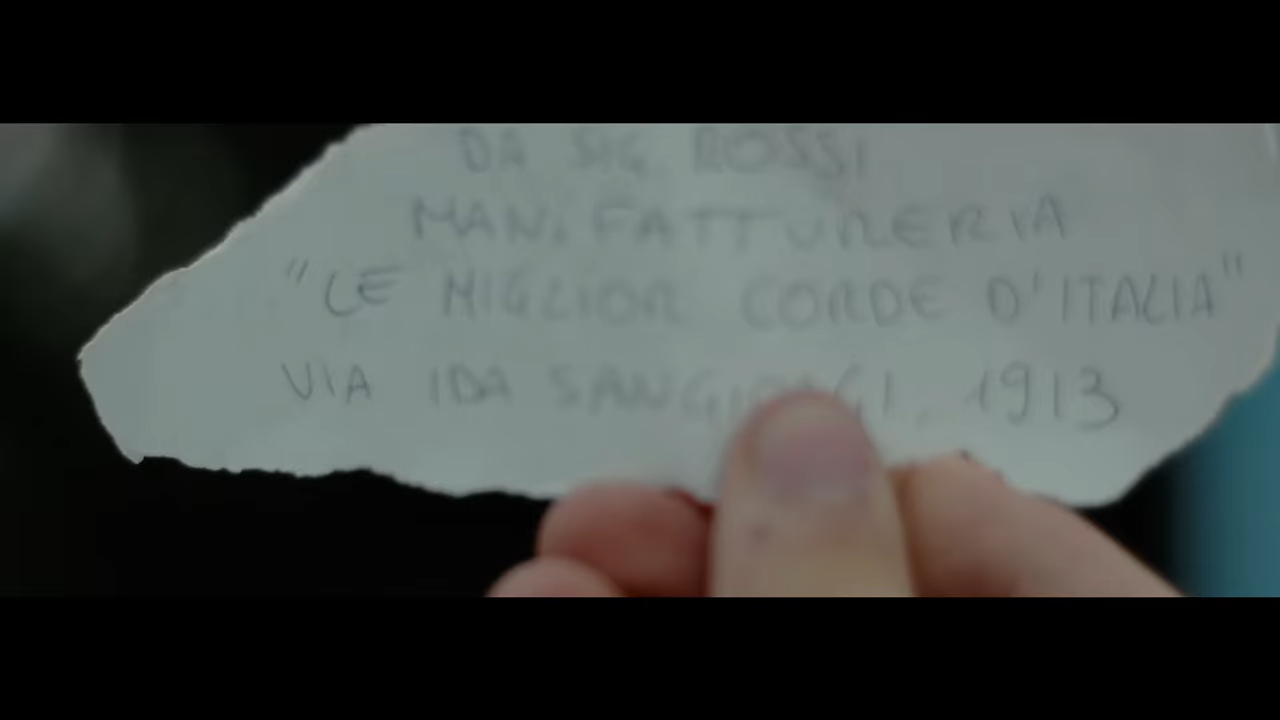 DA SIG ROSSI
MANIFATTURERIA
"LE MIGLIOR CORDE D'ITALIA"
VIA IDA 1913